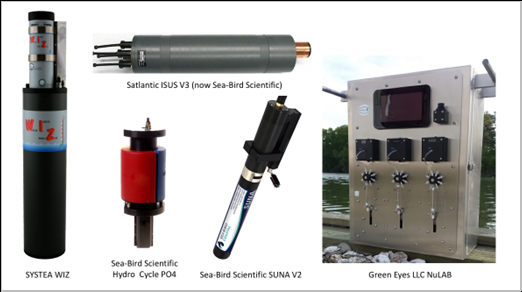 W I Z
W I Z
Satlantic ISUS V3 (now Sea-Bird Scientific)
SUNA
SYSTEA WIZ
Sea-Bird Scientific
Hydro Cycle PO4
Sea-Bird Scientific SUNA V2
Green Eyes LLC NuLAB